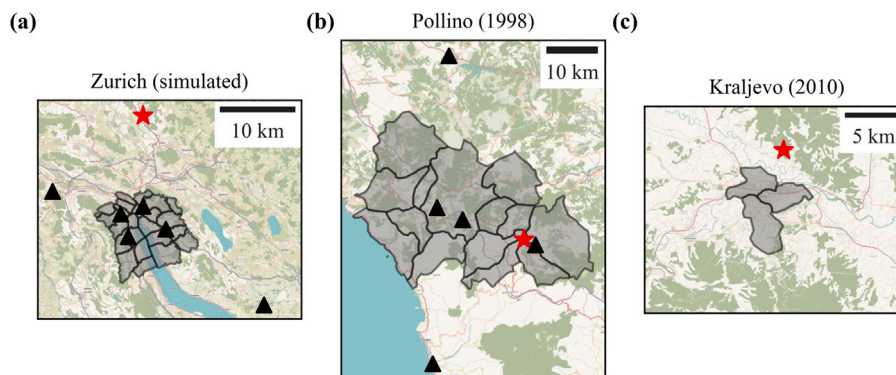 (a)
Zurich (simulated)
10 km
(b)
Pollino (1998)
10 km
(c)
Kraljevo (2010)
5 km